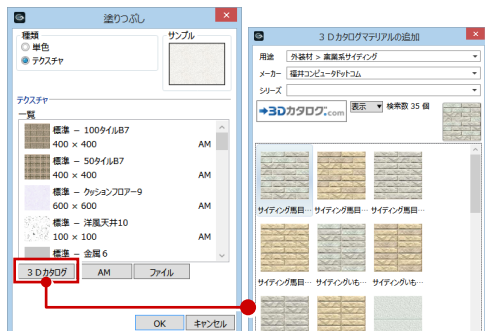 塗りつぶし
種類
単色
テクスチャ
サンプル
テクスチャ
一覧
標準 － 100タイルB7
400 × 400 AM
標準 － 50タイルB7
400 × 400 AM
標準 － クッションフロアー9
600 × 600 AM
標準 － 洋風天井10
100 × 100 AM
標準 － 金属6
３Ｄカタログ AM ファイル
OK キャンセル
３Ｄカタログマテリアルの追加
用途 外装材 > 窯業系サイディング
メーカー 福井コンピュータドットコム
シリーズ
3Dカタログ.com 表示 検索数 35 個
サイディング馬目… サイディング馬目… サイディング馬目…
サイディング馬目… サイディングいも… サイディングいも…